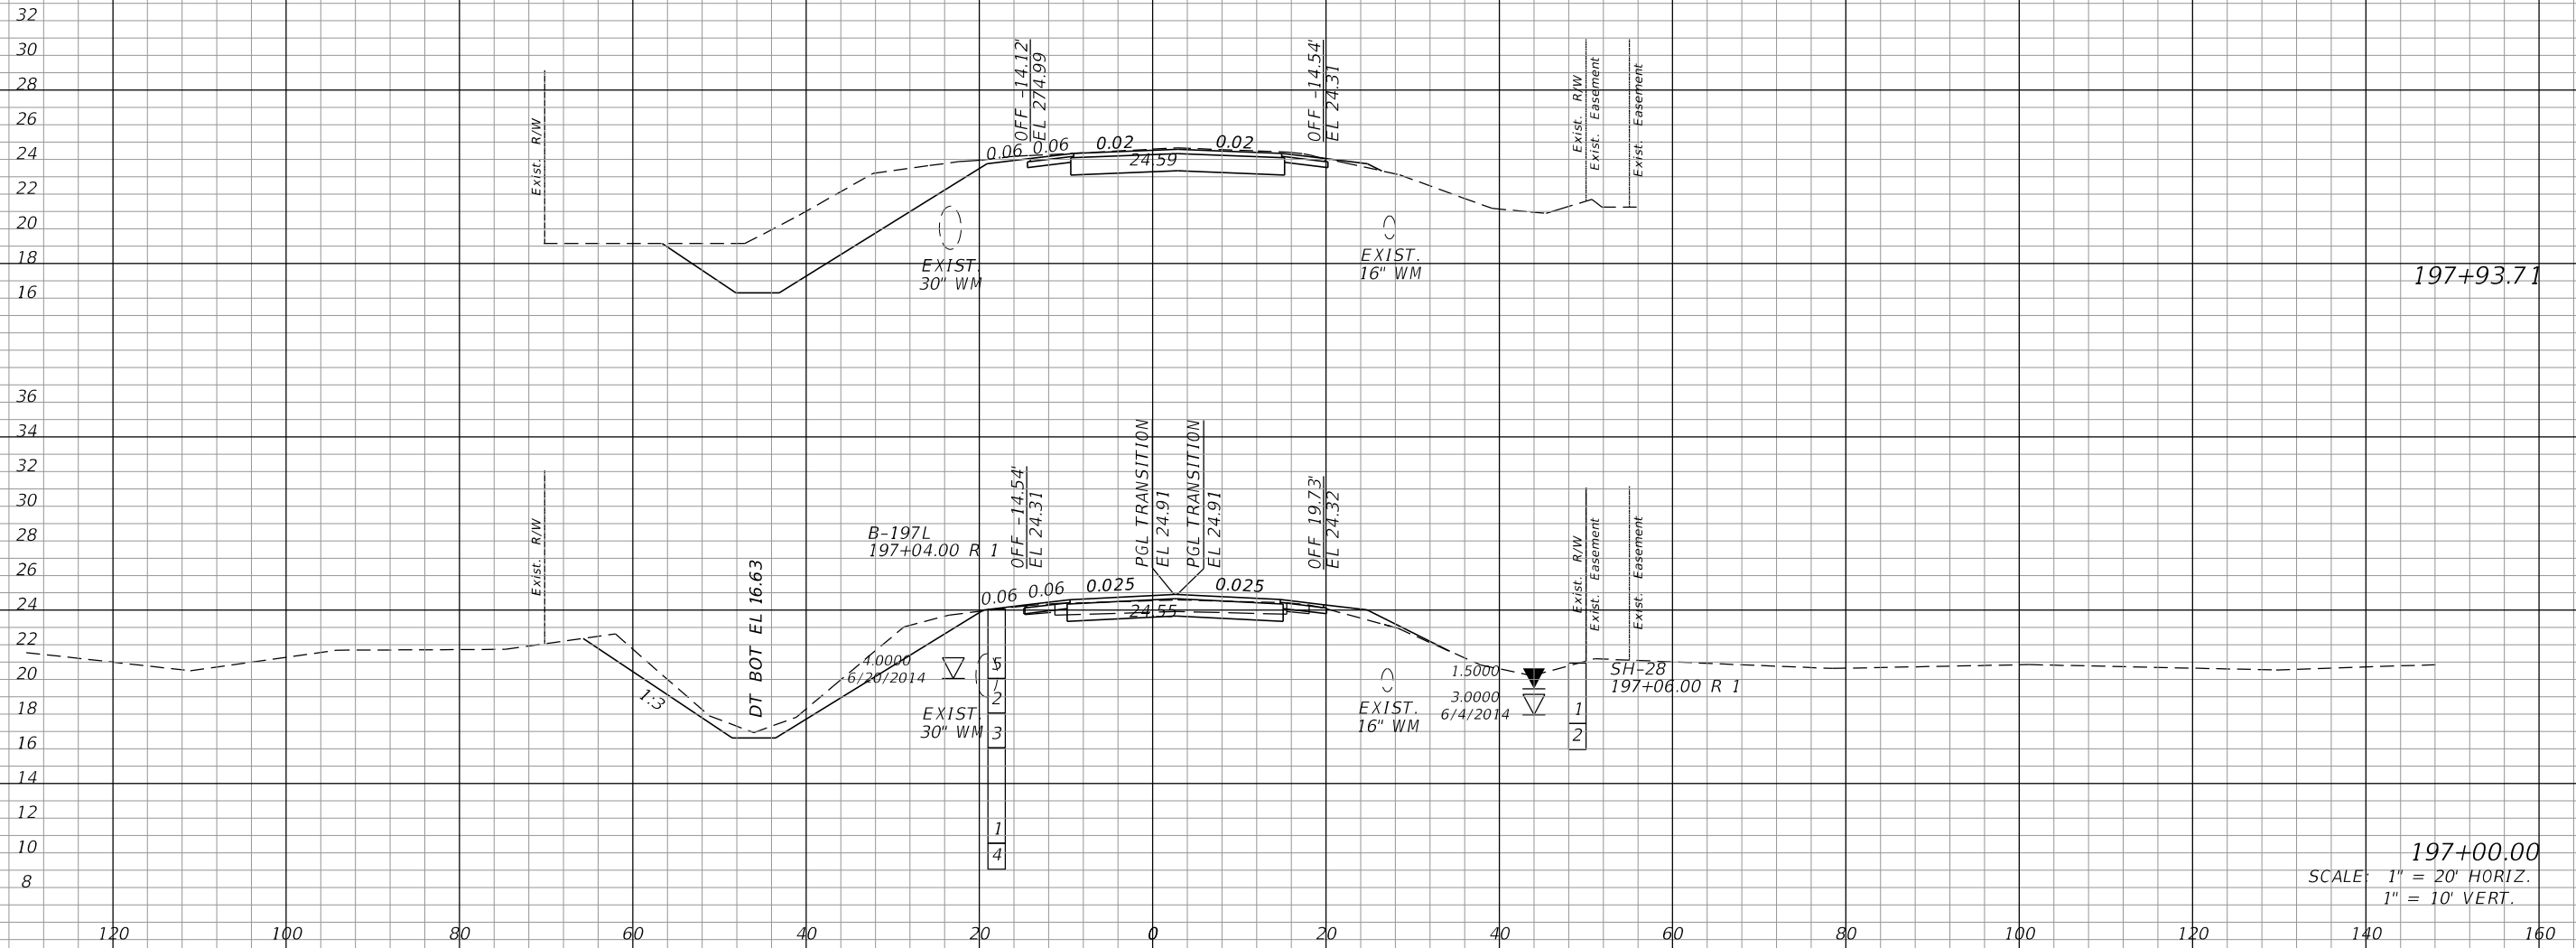 32
30
28
26
24
22
20
18
16
Exist. R/W
OFF -14.12'
EL 274.99
OFF -14.54'
EL 24.31
Exist. R/W
Exist. Easement
Exist. Easement
0.06
0.06
0.02
0.02
24.59
EXIST.
30" WM
EXIST.
16" WM
197+93.71
36
34
32
30
28
26
24
22
20
18
16
14
12
10
8
Exist. R/W
1:3
DT BOT EL 16.63
B-197L
197+04.00 R 1
OFF -14.54'
EL 24.31
PGL TRANSITION
EL 24.91
PGL TRANSITION
EL 24.91
OFF 19.73'
EL 24.32
Exist. R/W
Exist. Easement
Exist. Easement
0.06
0.06
0.025
0.025
24.55
4.0000
6/20/2014
EXIST.
30" WM
5
1
2
3
1
4
EXIST.
16" WM
1.5000
3.0000
6/4/2014
SH-28
197+06.00 R 1
1
2
197+00.00
SCALE: 1" = 20' HORIZ.
1" = 10' VERT.
120 100 80 60 40 20 0 20 40 60 80 100 120 140 160